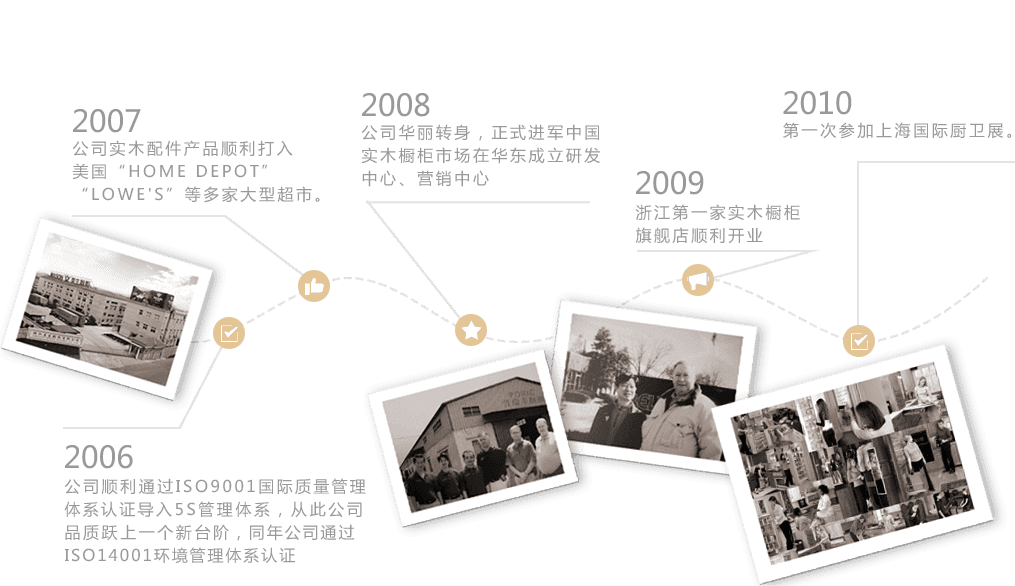 2007
公司实木配件产品顺利打入
美国“HOME DEPOT”
“LOWE'S”等多家大型超市。
2008
公司华丽转身，正式进军中国
实木橱柜市场在华东成立研发
中心、营销中心
2009
浙江第一家实木橱柜
旗舰店顺利开业
2010
第一次参加上海国际厨卫展。
2006
公司顺利通过ISO9001国际质量管理
体系认证导入5S管理体系，从此公司
品质跃上一个新台阶，同年公司通过
ISO14001环境管理体系认证